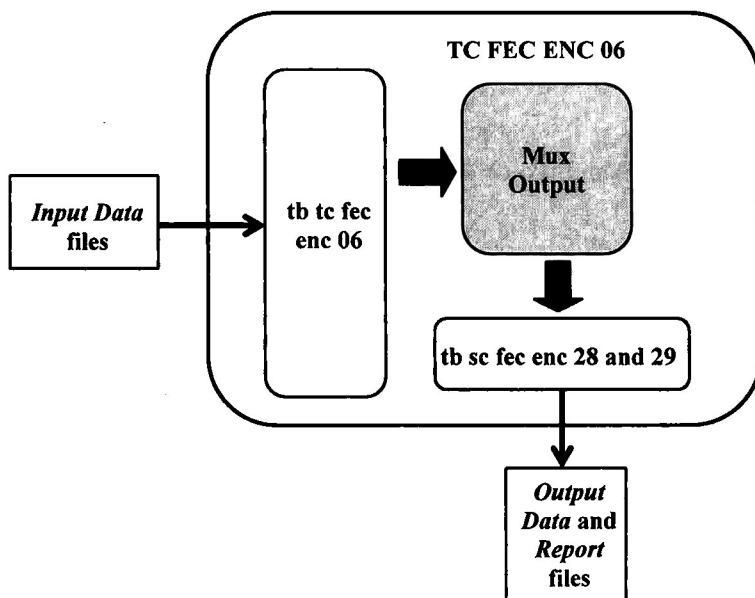 TC FEC ENC 06
Mux
Output
Input Data
files
tb tc fec
enc 06
tb sc fec enc 28 and 29
Output
Data and
Report
files